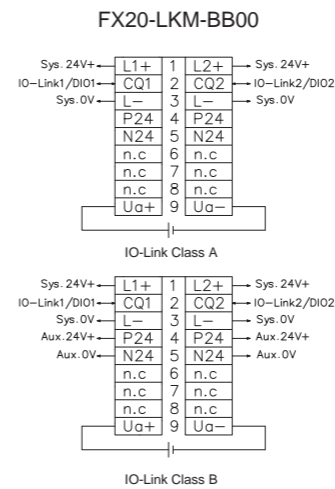 FX20-LKM-BB00
Sys. 24V+ L1+ 1 L2+ Sys. 24V+
IO-Link1/DIO1 CQ1 2 CQ2 IO-Link2/DIO2
Sys.0V L- 3 L- Sys.0V
P24 4 P24
N24 5 N24
n.c 6 n.c
n.c 7 n.c
n.c 8 n.c
Ua+ 9 Ua-
IO-Link Class A
Sys. 24V+ L1+ 1 L2+ Sys. 24V+
IO-Link1/DIO1 CQ1 2 CQ2 IO-Link2/DIO2
Sys.0V L- 3 L- Sys.0V
Aux.24V+ P24 4 P24 Aux.24V+
Aux.0V N24 5 N24 Aux.0V
n.c 6 n.c
n.c 7 n.c
n.c 8 n.c
Ua+ 9 Ua-
IO-Link Class B